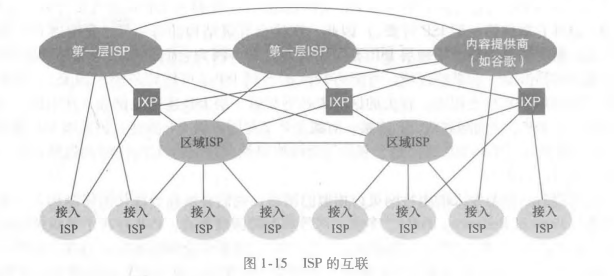 第一层ISP
第一层ISP
内容提供商
（如谷歌）
IXP
IXP
IXP
区域ISP
区域ISP
接入
ISP
接入
ISP
接入
ISP
接入
ISP
接入
ISP
接入
ISP
接入
ISP
接入
ISP
图 1-15 ISP 的互联